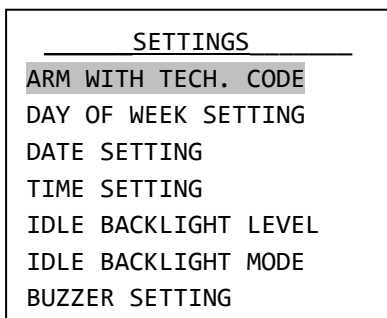 SETTINGS
ARM WITH TECH. CODE
DAY OF WEEK SETTING
DATE SETTING
TIME SETTING
IDLE BACKLIGHT LEVEL
IDLE BACKLIGHT MODE
BUZZER SETTING